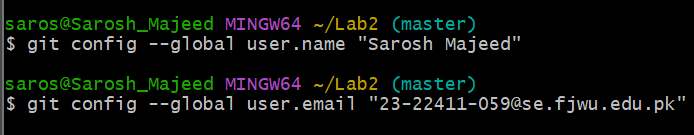 saros@Sarosh_Majeed MINGW64 ~/Lab2 (master)
$ git config --global user.name "Sarosh Majeed"
saros@Sarosh_Majeed MINGW64 ~/Lab2 (master)
$ git config --global user.email "23-22411-059@se.fjwu.edu.pk"